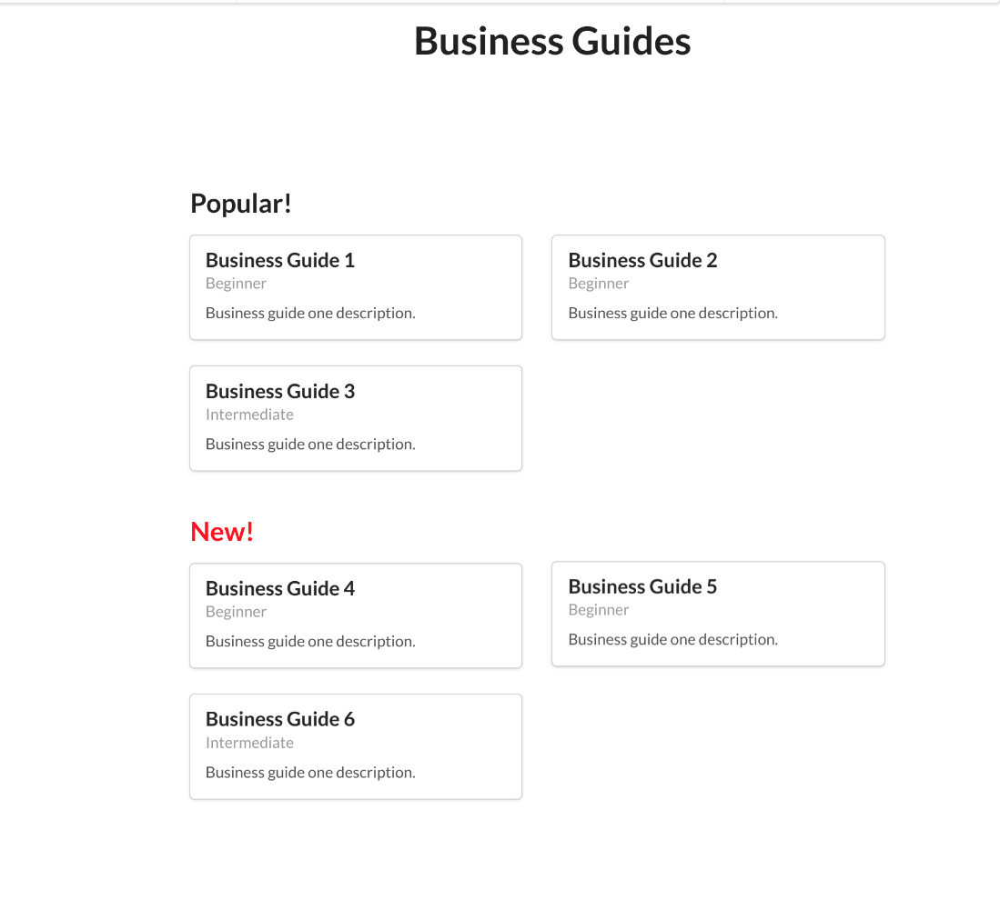 Business Guides
Popular!
Business Guide 1
Beginner
Business guide one description.
Business Guide 2
Beginner
Business guide one description.
Business Guide 3
Intermediate
Business guide one description.
New!
Business Guide 4
Beginner
Business guide one description.
Business Guide 5
Beginner
Business guide one description.
Business Guide 6
Intermediate
Business guide one description.